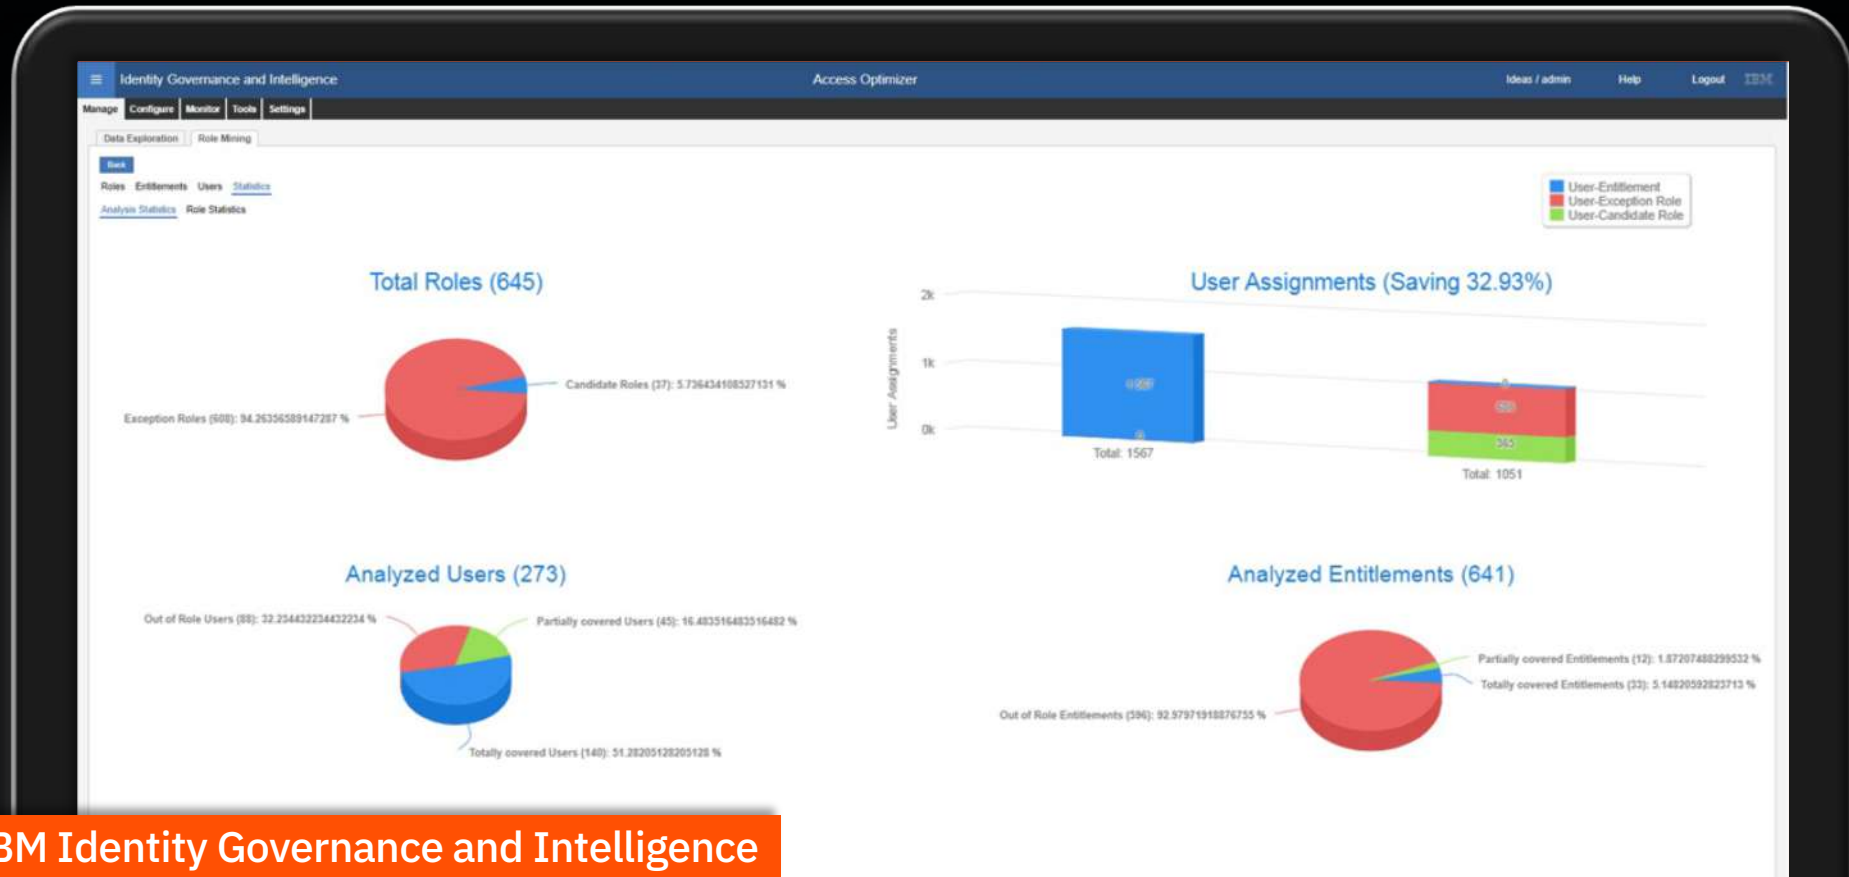 Identity Governance and Intelligence
Access Optimizer
Ideas / admin
Help
Logout
IBM
Manage
Configure
Monitor
Tools
Settings
Data Exploration
Role Mining
Back
Roles
Entitlements
Users
Statistics
Analysis Statistics
Role Statistics
User-Entitlement
User-Exception Role
User-Candidate Role
Total Roles (645)
Candidate Roles (37): 5.736434108527131 %
Exception Roles (608): 94.26356589147287 %
User Assignments (Saving 32.93%)
User Assignments
2k
1k
0k
0
365
Total: 1567
Total: 1051
Analyzed Users (273)
Out of Role Users (88): 32.234432234432234 %
Partially covered Users (45): 16.483516483516482 %
Totally covered Users (140): 51.28205128205128 %
Analyzed Entitlements (641)
Partially covered Entitlements (12): 1.87207488299532 %
Totally covered Entitlements (33): 5.14820592823713 %
Out of Role Entitlements (596): 92.97971918876755 %
BM Identity Governance and Intelligence